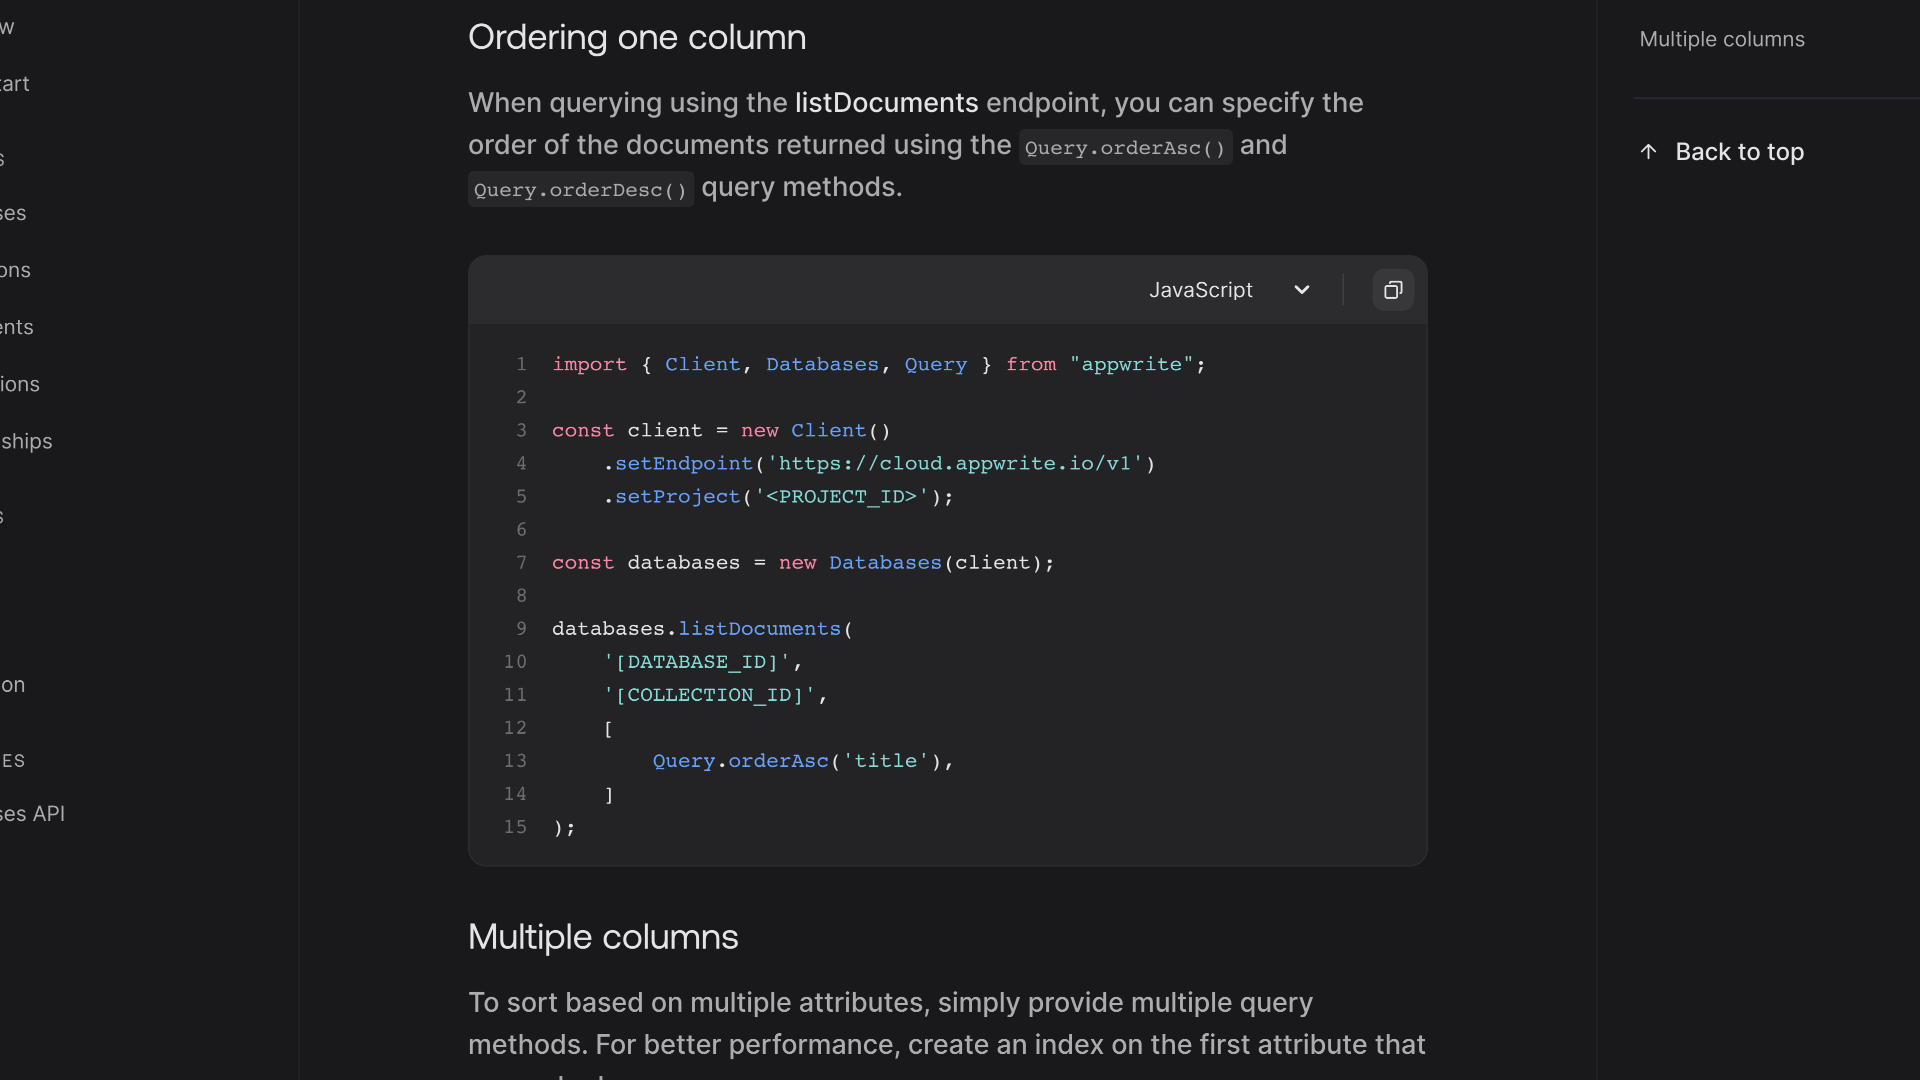 w
tart
s
ses
ons
ents
ions
ships
s
on
ES
ses API
Ordering one column
When querying using the listDocuments endpoint, you can specify the
order of the documents returned using the Query.orderAsc() and
Query.orderDesc() query methods.
JavaScript
1 import { Client, Databases, Query } from "appwrite";
2
3 const client = new Client()
4 .setEndpoint('https://cloud.appwrite.io/v1')
5 .setProject('<PROJECT_ID>');
6
7 const databases = new Databases(client);
8
9 databases.listDocuments(
10 '[DATABASE_ID]',
11 '[COLLECTION_ID]',
12 [
13 Query.orderAsc('title'),
14 ]
15 );
Multiple columns
To sort based on multiple attributes, simply provide multiple query
methods. For better performance, create an index on the first attribute that
Multiple columns
Back to top